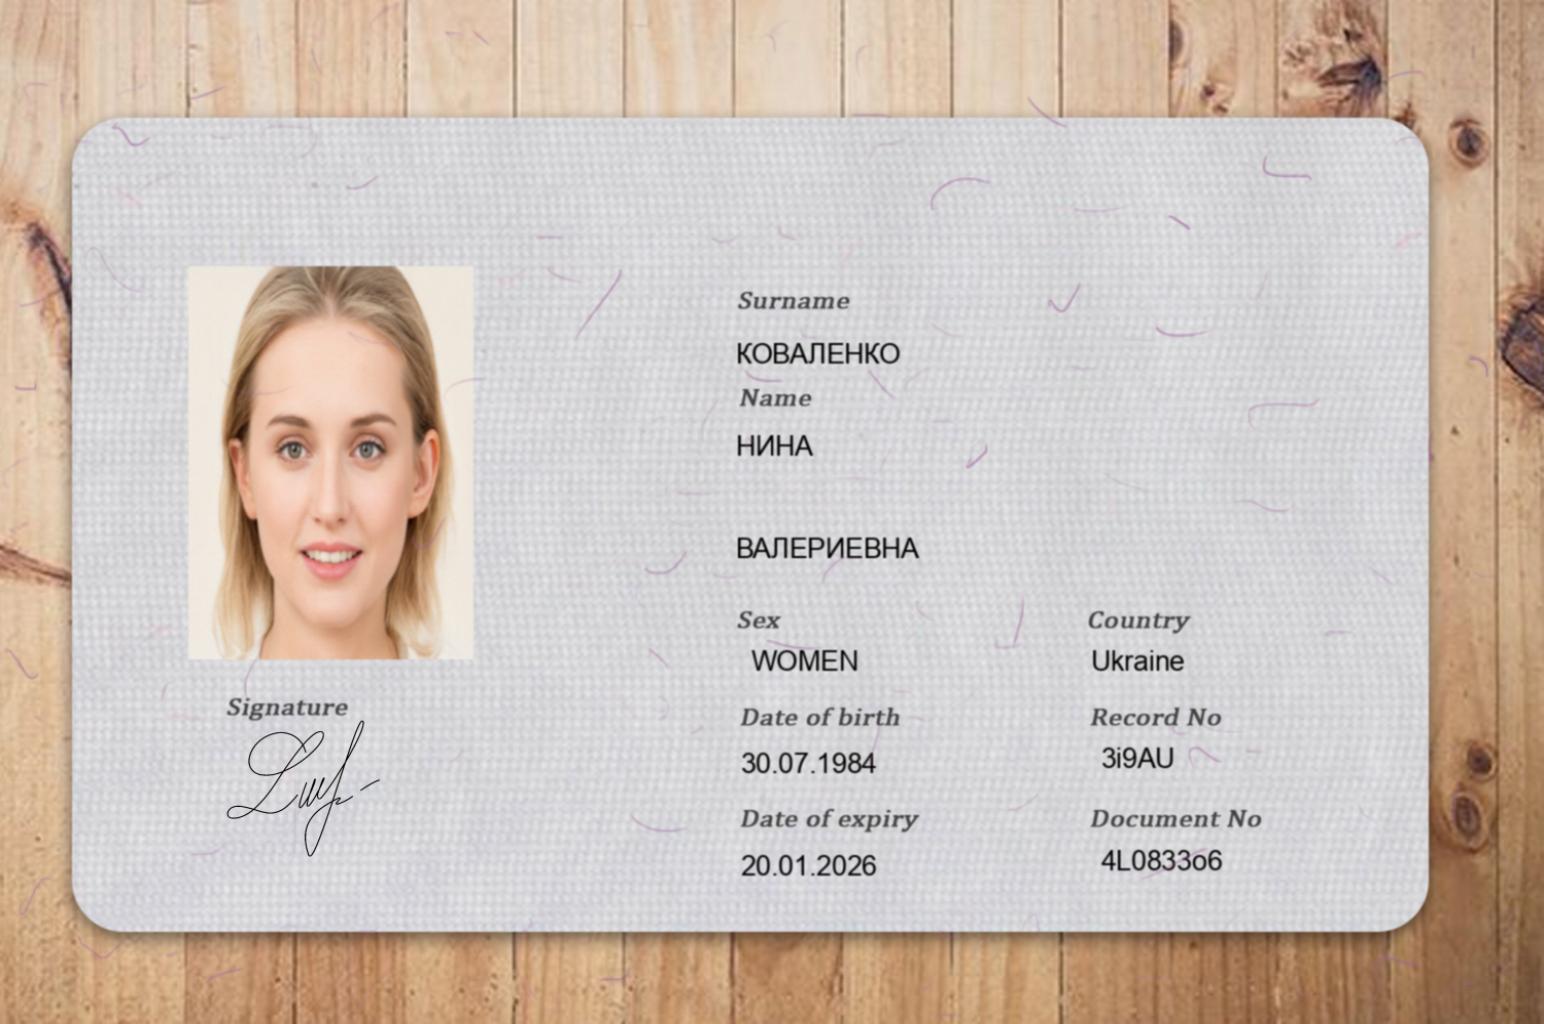 Surname
КОВАЛЕНКО
Name
НИНА
ВАЛЕРИЕВНА
Sex
WOMEN
Country
Ukraine
Date of birth
30.07.1984
Record No
3i9AU
Date of expiry
20.01.2026
Document No
4L0833o6
Signature